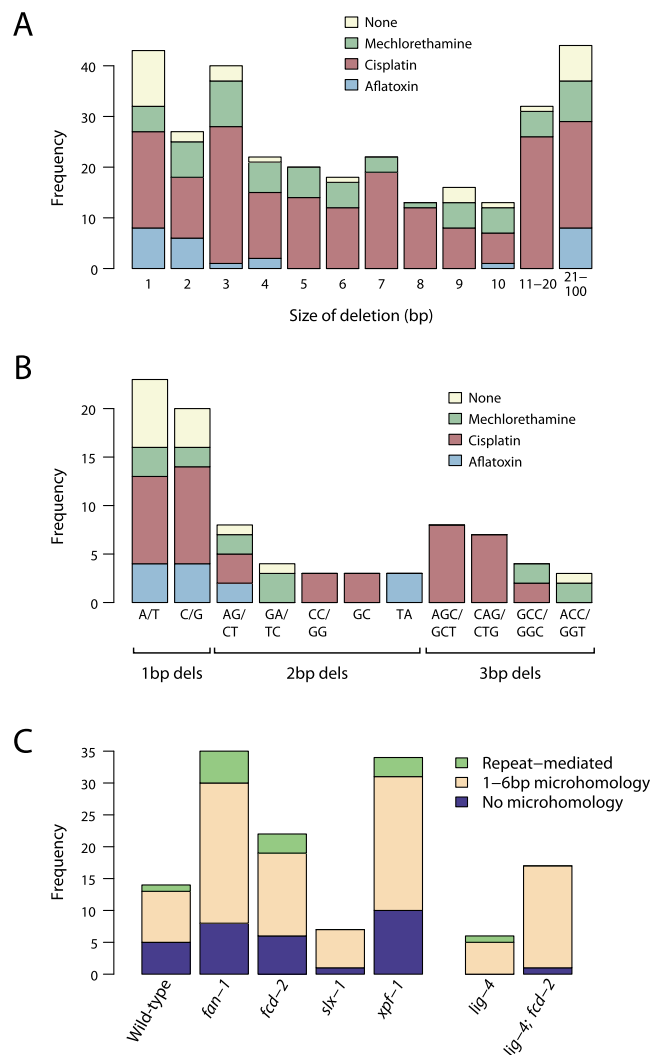 A
None
Mechlorethamine
Cisplatin
Aflatoxin
Frequency
40
30
20
10
0
1 2 3 4 5 6 7 8 9 10 11−20 21−100
Size of deletion (bp)
B
None
Mechlorethamine
Cisplatin
Aflatoxin
Frequency
20
15
10
5
0
A/T C/G AG/CT GA/TC CC/GG GC TA AGC/GCT CAG/CTG GCC/GGC ACC/GGT
1bp dels 2bp dels 3bp dels
C
Repeat−mediated
1−6bp microhomology
No microhomology
Frequency
35
30
25
20
15
10
5
0
Wild−type fan−1 fcd−2 slx−1 xpf−1 lig−4 lig−4; fcd−2